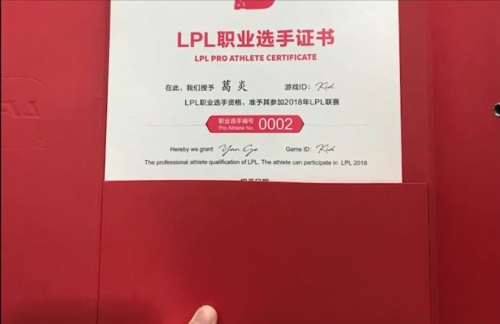 LPL职业选手证书
LPL PRO ATHLETE CERTIFICATE
在此，我们授予 葛炎 游戏ID：Kid
LPL职业选手资格，准予其参加2018年LPL联赛
职业选手编号
Pro Athlete No. 0002
Hereby we grant Yan Ge Game ID：Kid
The professional athlete qualification of LPL. The athlete can participate in LPL 2018